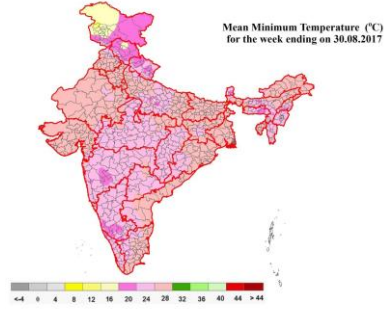 Mean Minimum Temperature (°C)
for the week ending on 30.08.2017
<-4 0 4 8 12 16 20 24 28 32 36 40 44 > 44